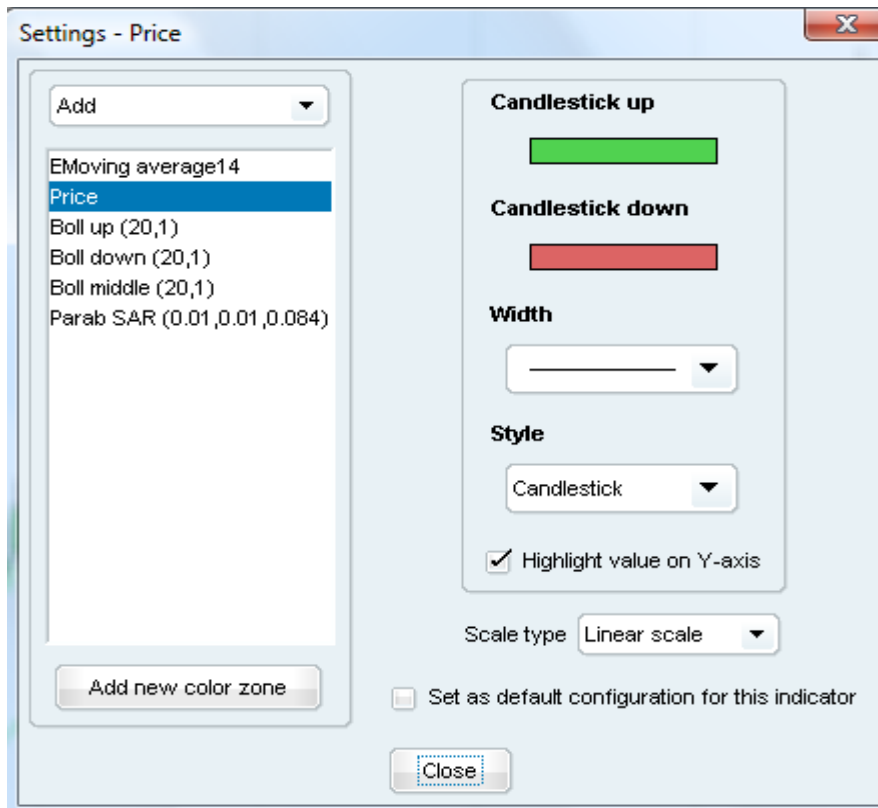 Settings - Price
Add
EMoving average14
Price
Boll up (20,1)
Boll down (20,1)
Boll middle (20,1)
Parab SAR (0.01,0.01,0.084)
Add new color zone
Candlestick up
Candlestick down
Width
Style
Candlestick
Highlight value on Y-axis
Scale type Linear scale
Set as default configuration for this indicator
Close